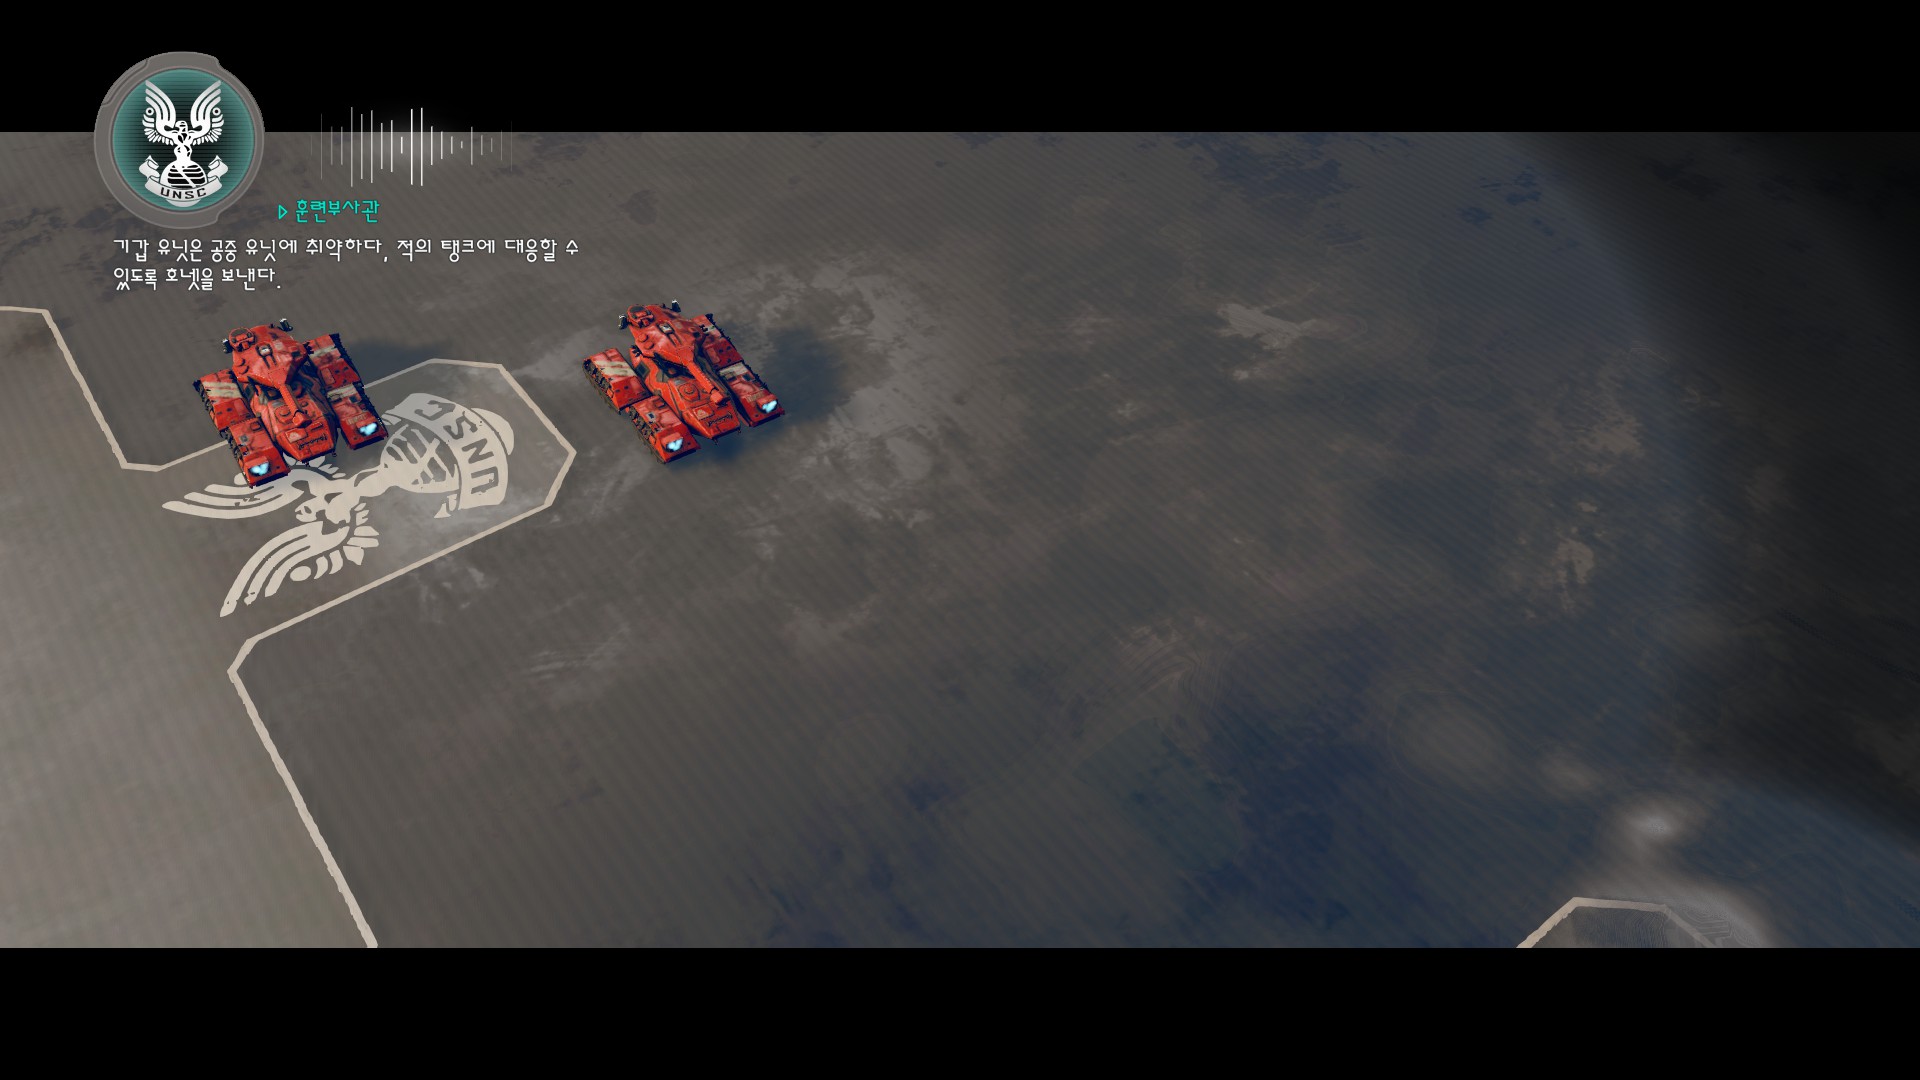 UNSC
훈련부사관
기갑 유닛은 공중 유닛에 취약하다, 적의 탱크에 대응할 수
있도록 호넷을 보낸다.
UNSC